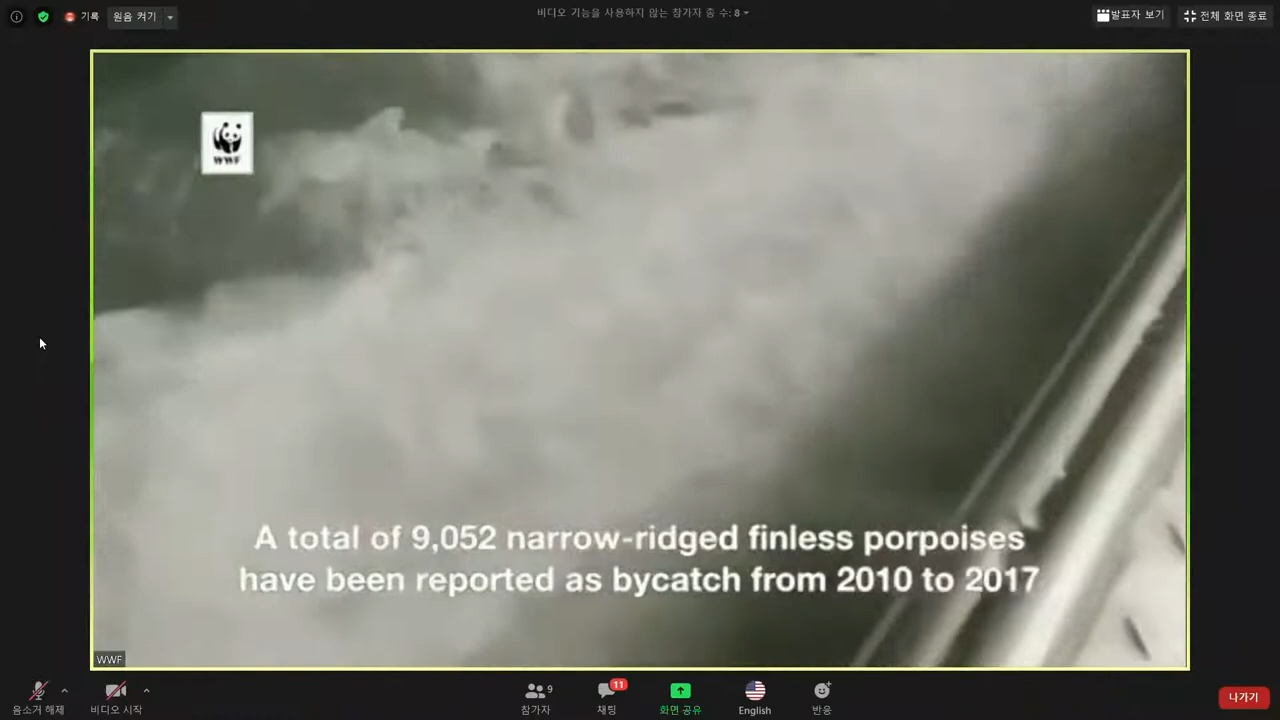 기록
원음 켜기
비디오 기능을 사용하지 않는 참가자 총 수: 8
발표자 보기
전체 화면 종료
WWF
A total of 9,052 narrow-ridged finless porpoises
have been reported as bycatch from 2010 to 2017
WWF
음소거 해제
비디오 시작
9
참가자
11
채팅
화면 공유
English
반응
나가기